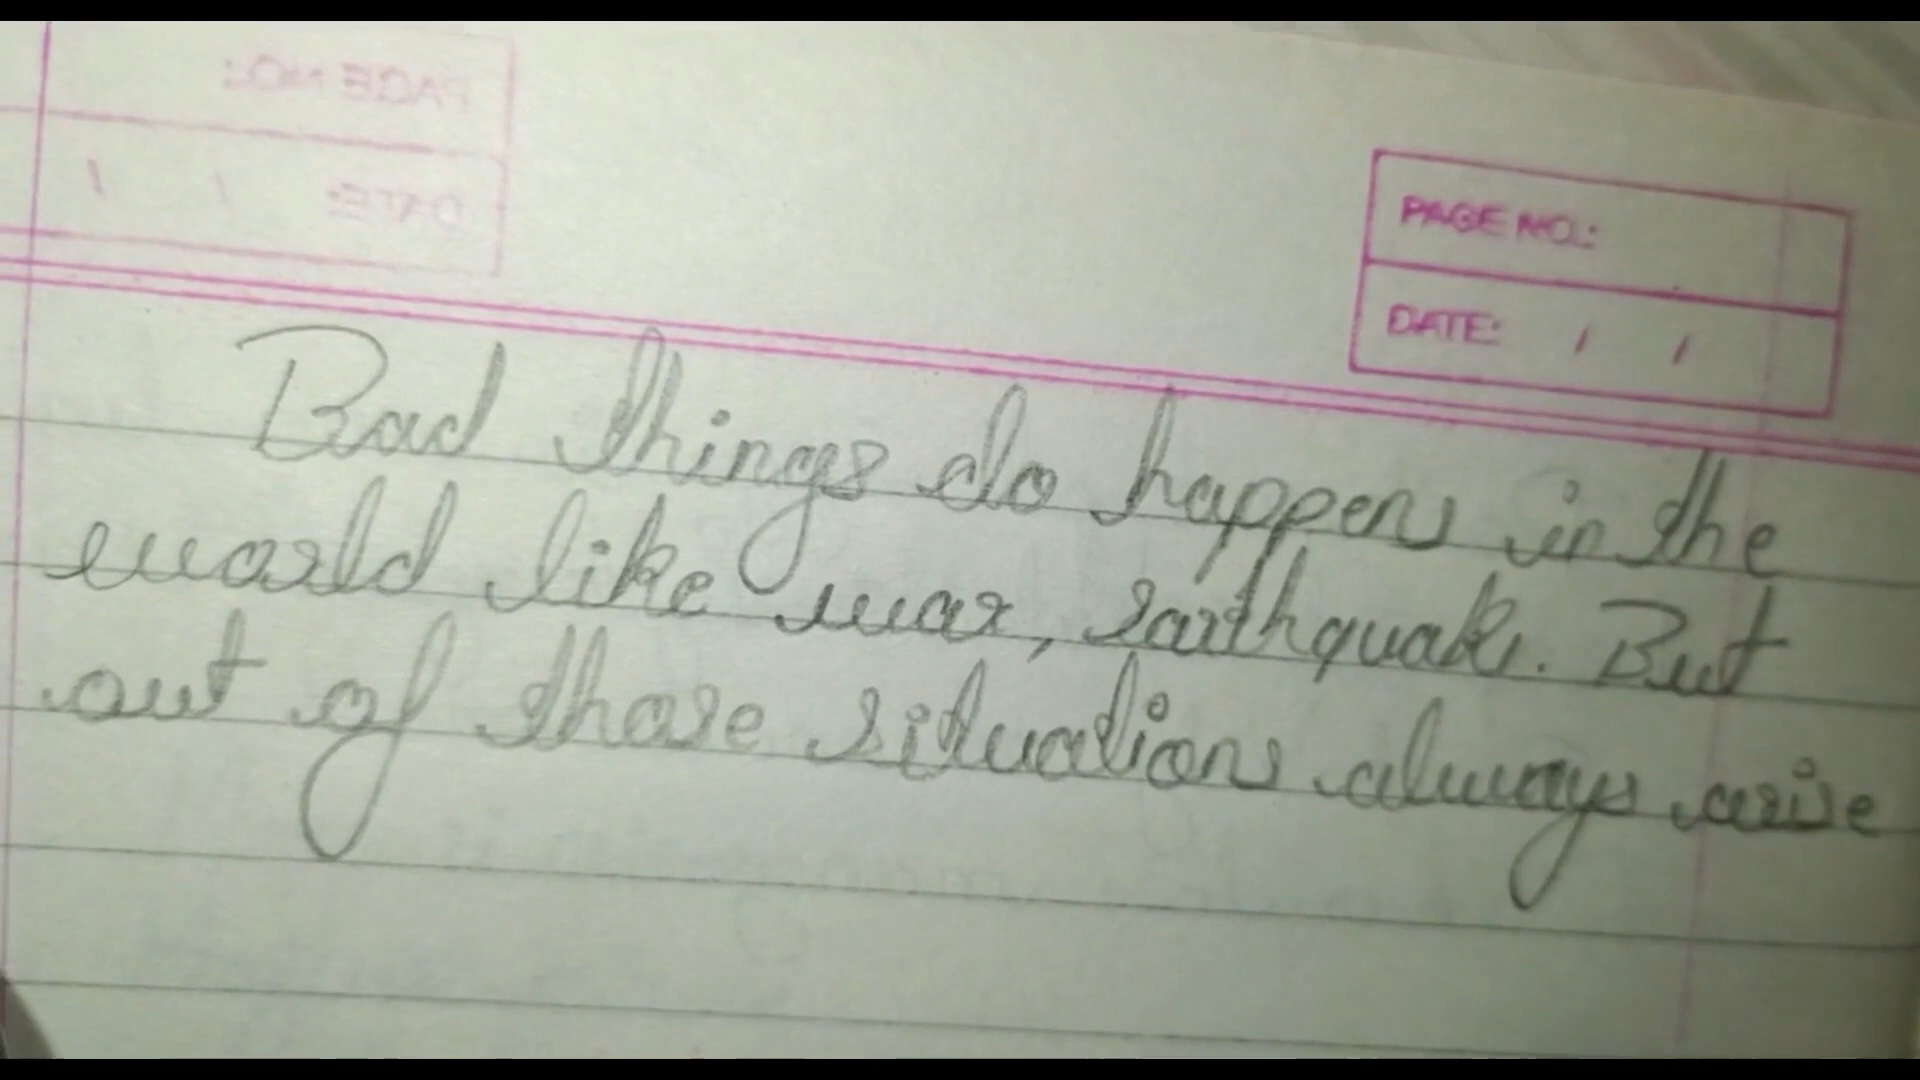 PAGE NO.:
DATE: / /
Bad things do happen in the
world like war, earthquake. But
out of those situations always arise